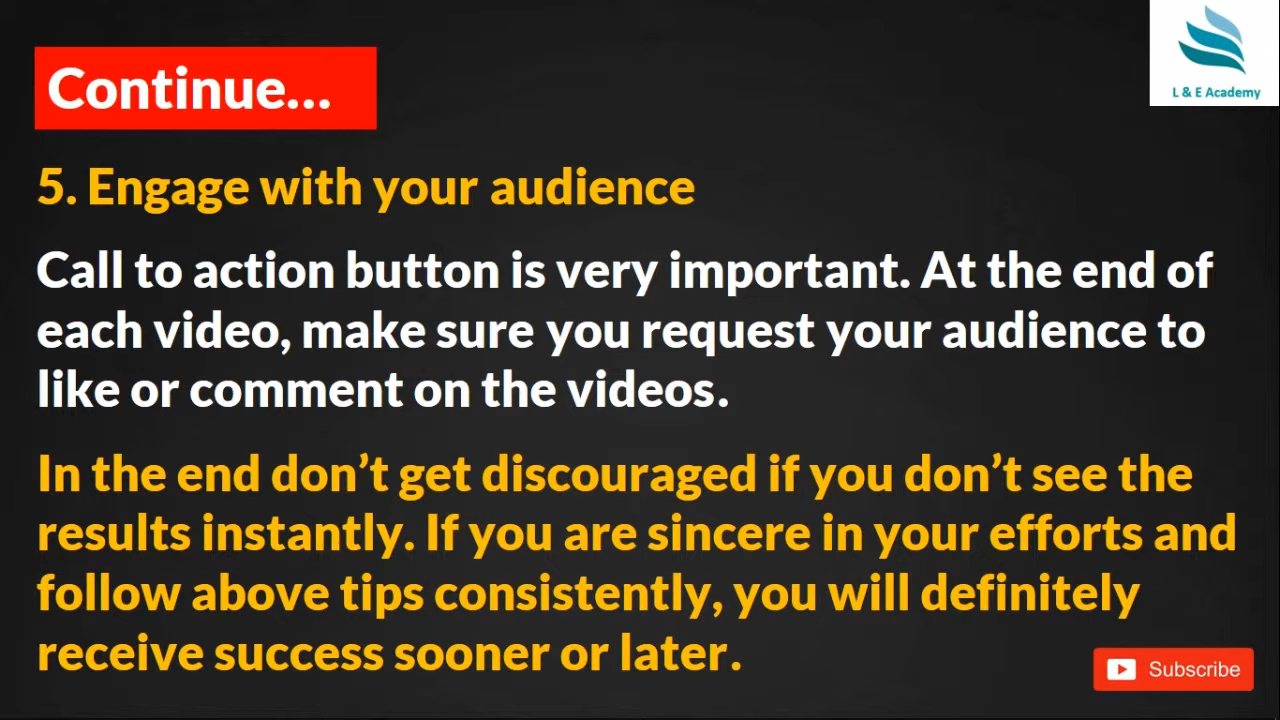 Continue...
L & E Academy
5. Engage with your audience
Call to action button is very important. At the end of
each video, make sure you request your audience to
like or comment on the videos.
In the end don’t get discouraged if you don’t see the
results instantly. If you are sincere in your efforts and
follow above tips consistently, you will definitely
receive success sooner or later.
Subscribe